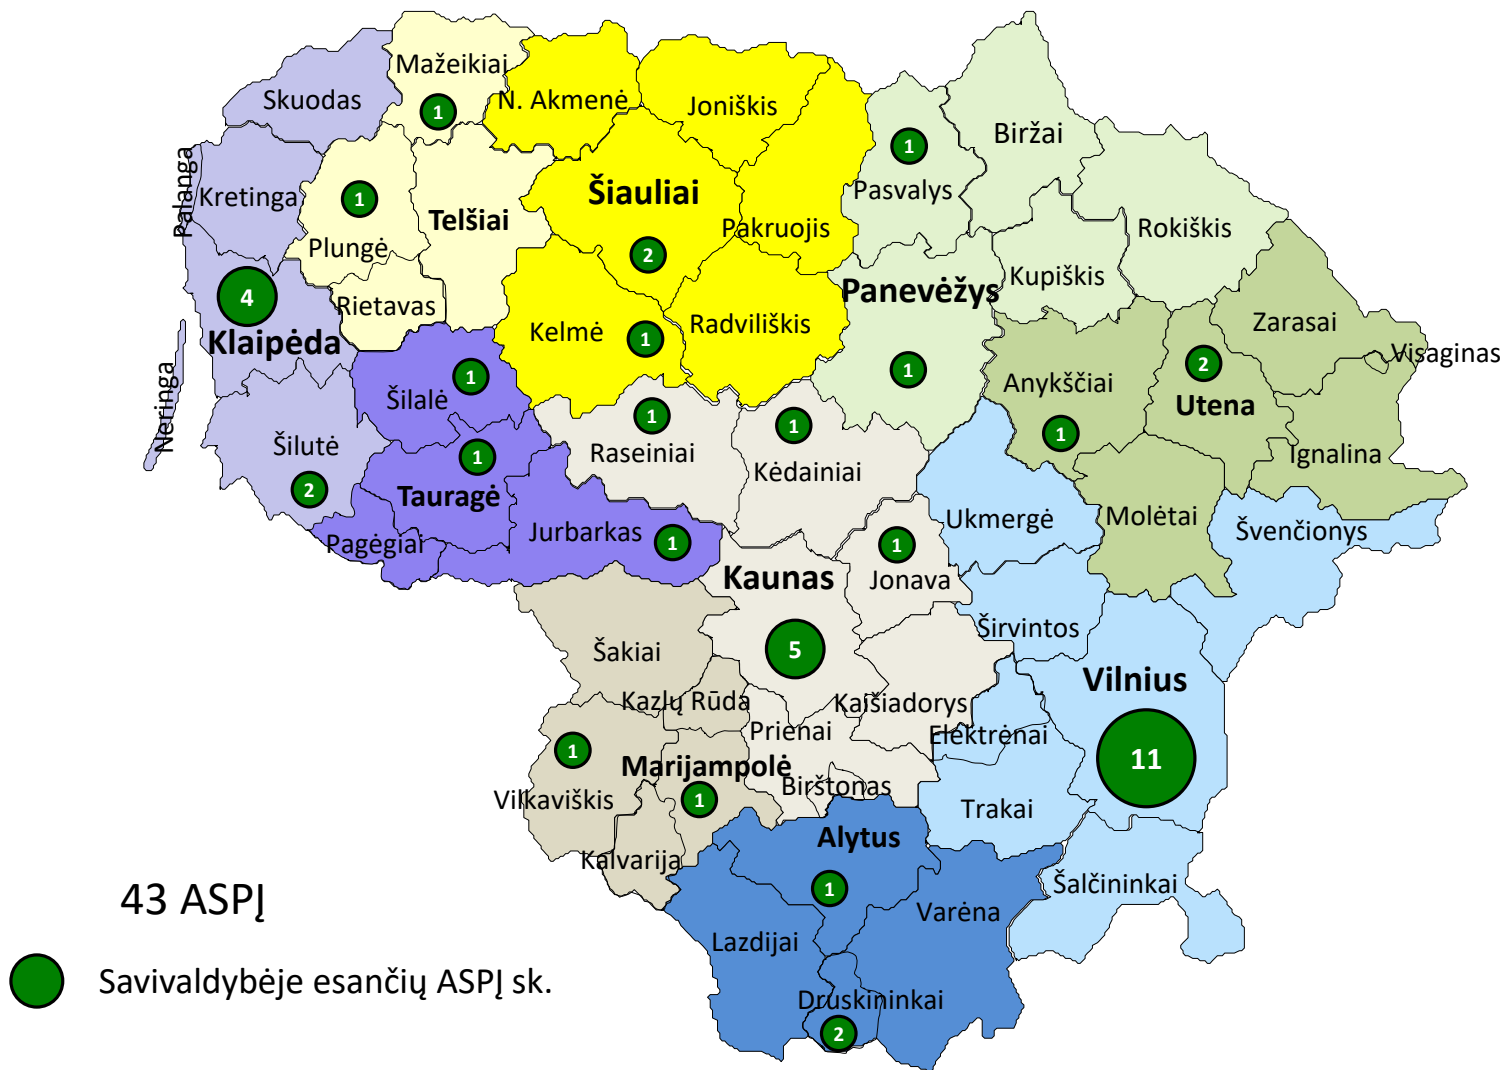 Mažeikiai
1
Skuodas
N. Akmenė
Joniškis
Biržai
1
Pasvalys
Palanga
Kretinga
1
Plungė
Telšiai
Šiauliai
2
Pakruojis
Rokiškis
Kupiškis
4
Klaipėda
Rietavas
Kelmė
1
Radviliškis
Panevėžys
1
Zarasai
Visaginas
2
Utena
Anykščiai
1
Ignalina
Neringa
Šilalė
1
Šilutė
2
1
Tauragė
Pagėgiai
1
Raseiniai
1
Kėdainiai
Jurbarkas
1
Ukmergė
Molėtai
Švenčionys
1
Jonava
Kaunas
5
Širvintos
Šakiai
Kazlų Rūda
Kaišiadorys
Vilnius
11
Prienai
Elektrėnai
1
Vilkaviškis
Marijampolė
1
Birštonas
Trakai
Kalvarija
Alytus
1
Šalčininkai
Varėna
Lazdijai
Druskininkai
2
43 ASPĮ
Savivaldybėje esančių ASPĮ sk.